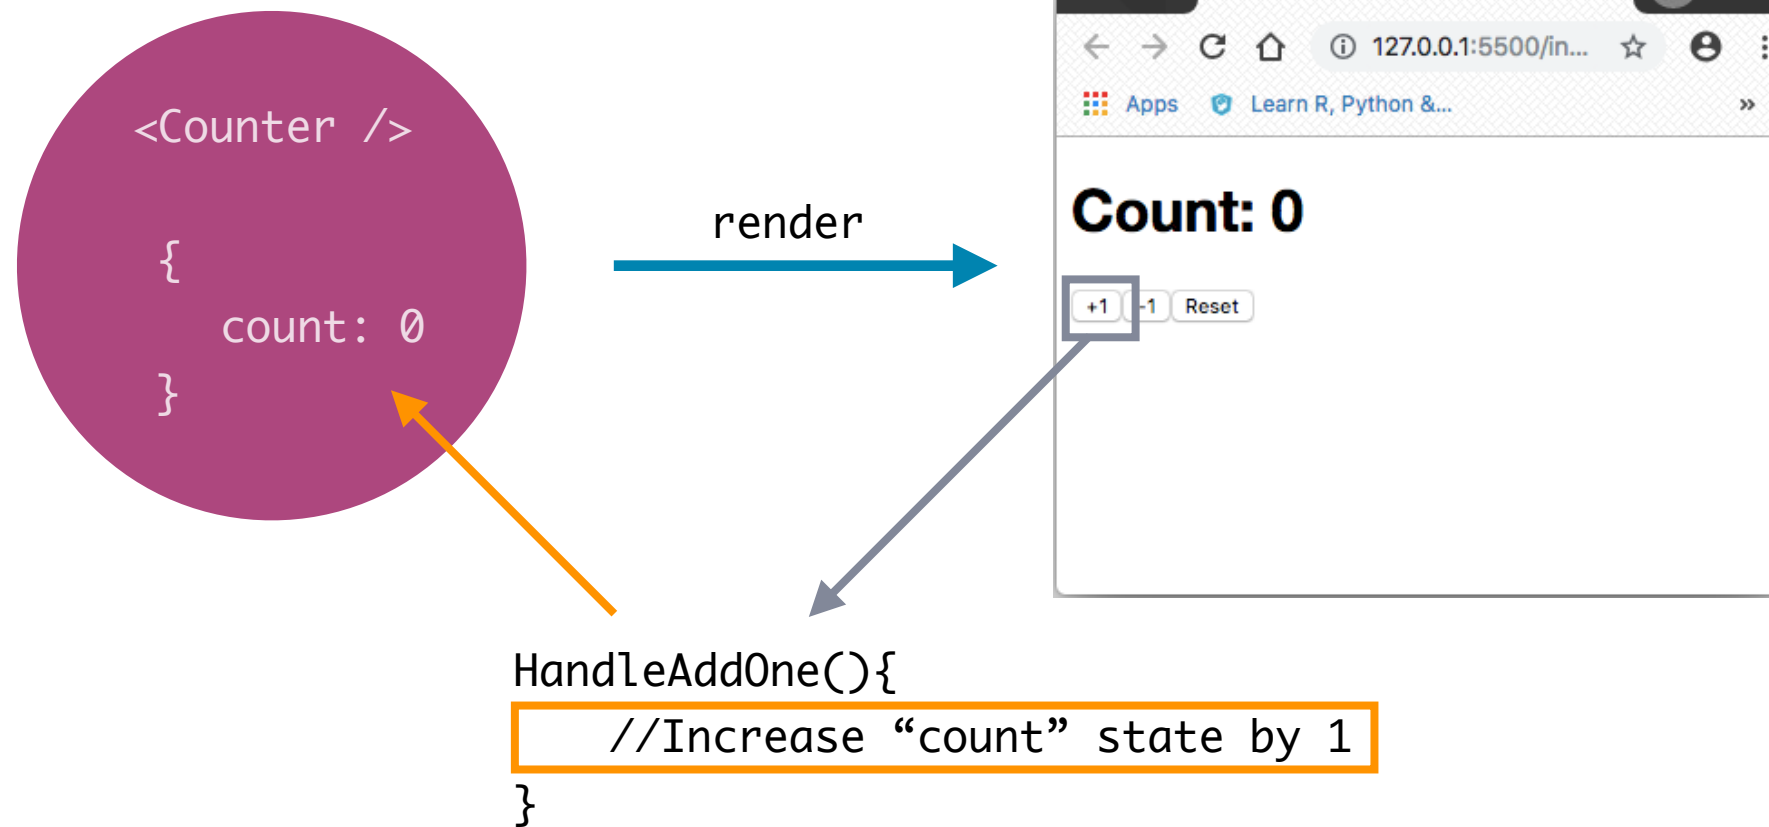 <Counter />
{
count: 0
}
render
127.0.0.1:5500/in...
Apps Learn R, Python &... »
Count: 0
+1 -1 Reset
HandleAddOne(){
//Increase “count” state by 1
}